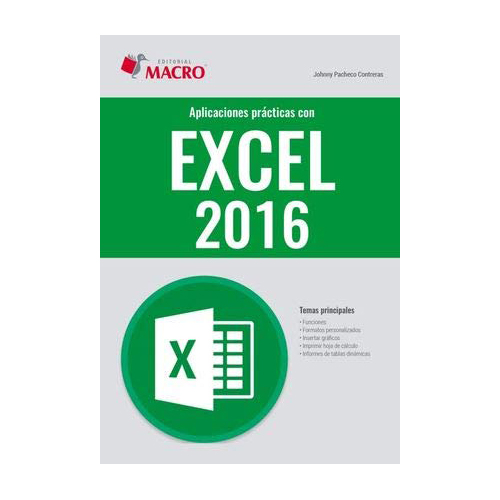 EDITORIAL
MACRO
Johnny Pacheco Contreras
Aplicaciones prácticas con
EXCEL
2016
X
Temas principales
• Funciones
• Formatos personalizados
• Insertar gráficos
• Imprimir hoja de cálculo
• Informes de tablas dinámicas